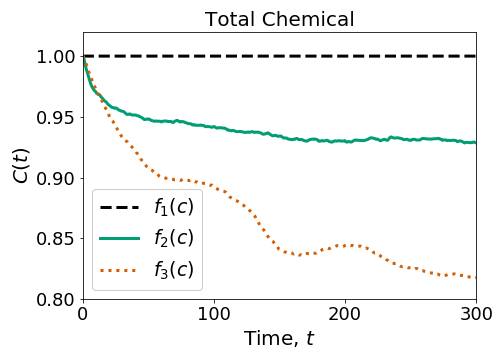 Total Chemical
C(t)
1.00
0.95
0.90
0.85
0.80
f₁(c)
f₂(c)
f₃(c)
0 100 200 300
Time, t